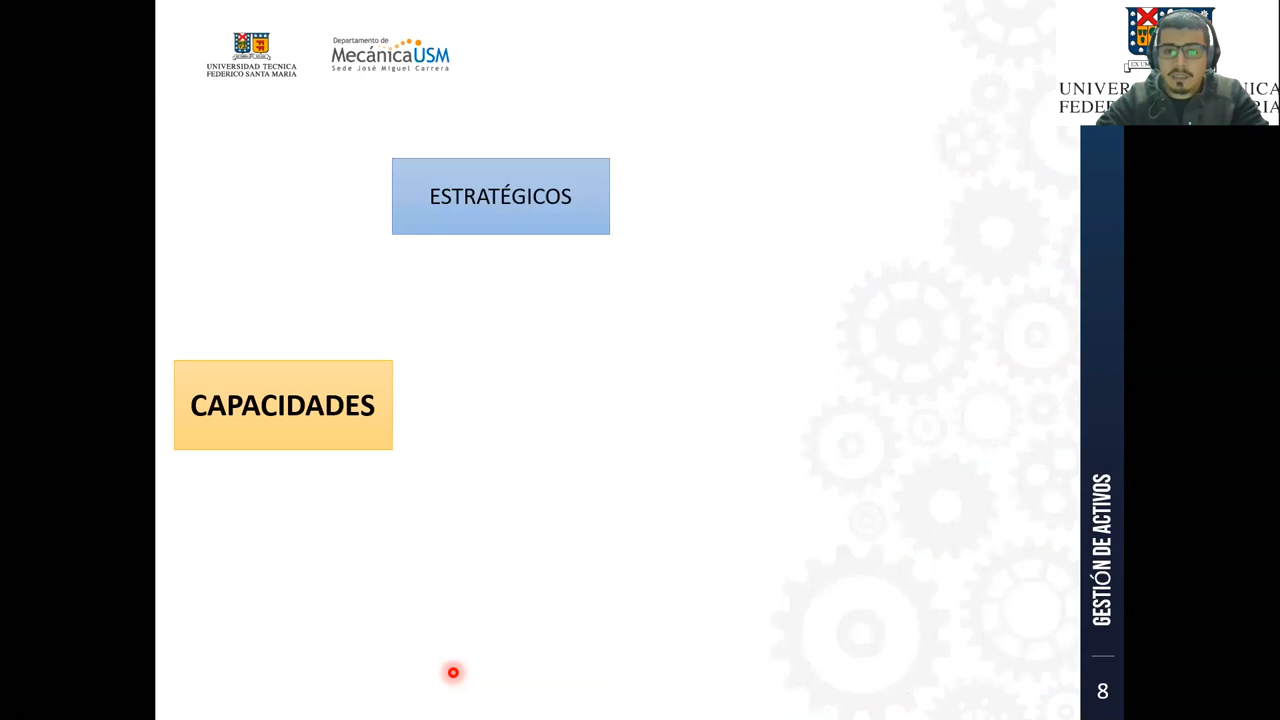 UNIVERSIDAD TECNICA
FEDERICO SANTA MARIA
Departamento de
MecánicaUSM
Sede José Miguel Carrera
ESTRATÉGICOS
CAPACIDADES
GESTIÓN DE ACTIVOS
8